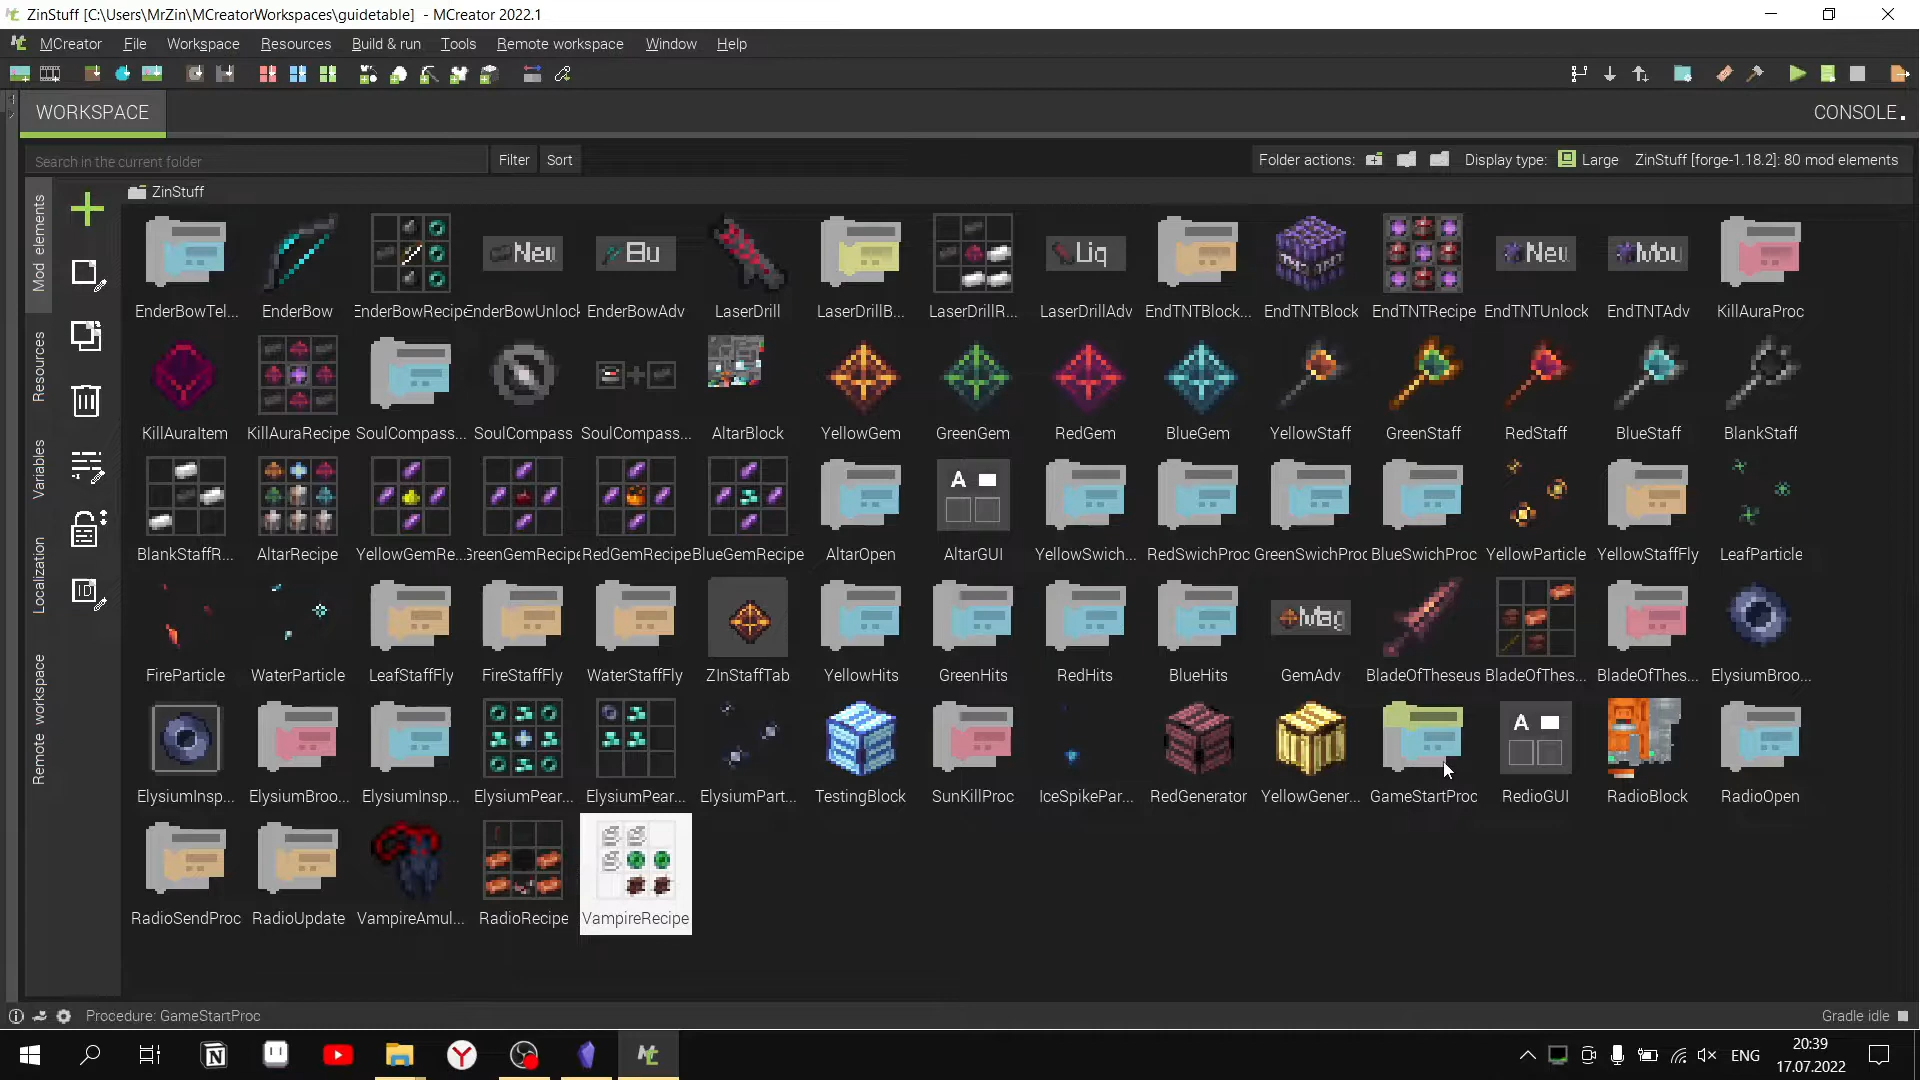 ZinStuff [C:\Users\MrZin\MCreatorWorkspaces\guidetable] - MCreator 2022.1
MCreator File Workspace Resources Build & run Tools Remote workspace Window Help
WORKSPACE
CONSOLE
Search in the current folder
Filter
Sort
Folder actions:
Display type:
Large
ZinStuff [forge-1.18.2]: 80 mod elements
Mod elements
Resources
Variables
Localization
Remote workspace
ZinStuff
Neu
Bu
Liq
Neu
Mou
EnderBowTel... EnderBow EnderBowRecipe EnderBowUnlock EnderBowAdv LaserDrill LaserDrillB... LaserDrillR... LaserDrillAdv EndTNTBlock... EndTNTBlock EndTNTRecipe EndTNTUnlock EndTNTAdv KillAuraProc
KillAuraItem KillAuraRecipe SoulCompass... SoulCompass SoulCompass... AltarBlock YellowGem GreenGem RedGem BlueGem YellowStaff GreenStaff RedStaff BlueStaff BlankStaff
A
BlankStaffR... AltarRecipe YellowGemRe... GreenGemRecipe RedGemRecipe BlueGemRecipe AltarOpen AltarGUI YellowSwich... RedSwichProc GreenSwichProc BlueSwichProc YellowParticle YellowStaffFly LeafParticle
Mag
FireParticle WaterParticle LeafStaffFly FireStaffFly WaterStaffFly ZInStaffTab YellowHits GreenHits RedHits BlueHits GemAdv BladeOfTheseus BladeOfThes... BladeOfThes... ElysiumBroo...
A
ElysiumInsp... ElysiumBroo... ElysiumInsp... ElysiumPear... ElysiumPear... ElysiumPart... TestingBlock SunKillProc IceSpikePar... RedGenerator YellowGener... GameStartProc RedioGUI RadioBlock RadioOpen
RadioSendProc RadioUpdate VampireAmul... RadioRecipe VampireRecipe
Procedure: GameStartProc
Gradle idle
ENG
20:39
17.07.2022